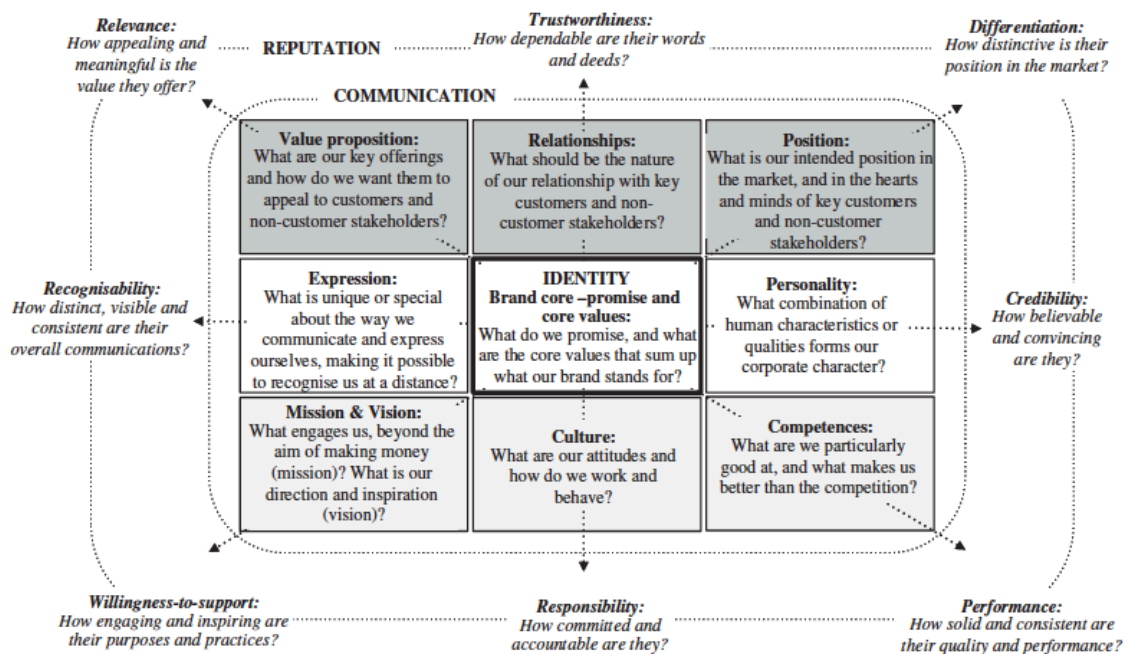 Relevance:
How appealing and
meaningful is the
value they offer?
REPUTATION
Trustworthiness:
How dependable are their words
and deeds?
Differentiation:
How distinctive is their
position in the market?
COMMUNICATION
Value proposition:
What are our key offerings
and how do we want them to
appeal to customers and
non-customer stakeholders?
Relationships:
What should be the nature
of our relationship with key
customers and non-
customer stakeholders?
Position:
What is our intended position in
the market, and in the hearts
and minds of key customers
and non-customer
stakeholders?
Recognisability:
How distinct, visible and
consistent are their
overall communications?
Expression:
What is unique or special
about the way we
communicate and express
ourselves, making it possible
to recognise us at a distance?
IDENTITY
Brand core –promise and
core values:
What do we promise, and what
are the core values that sum up
what our brand stands for?
Personality:
What combination of
human characteristics or
qualities forms our
corporate character?
Credibility:
How believable
and convincing
are they?
Mission & Vision:
What engages us, beyond the
aim of making money
(mission)? What is our
direction and inspiration
(vision)?
Culture:
What are our attitudes and
how do we work and
behave?
Competences:
What are we particularly
good at, and what makes us
better than the competition?
Willingness-to-support:
How engaging and inspiring are
their purposes and practices?
Responsibility:
How committed and
accountable are they?
Performance:
How solid and consistent are
their quality and performance?